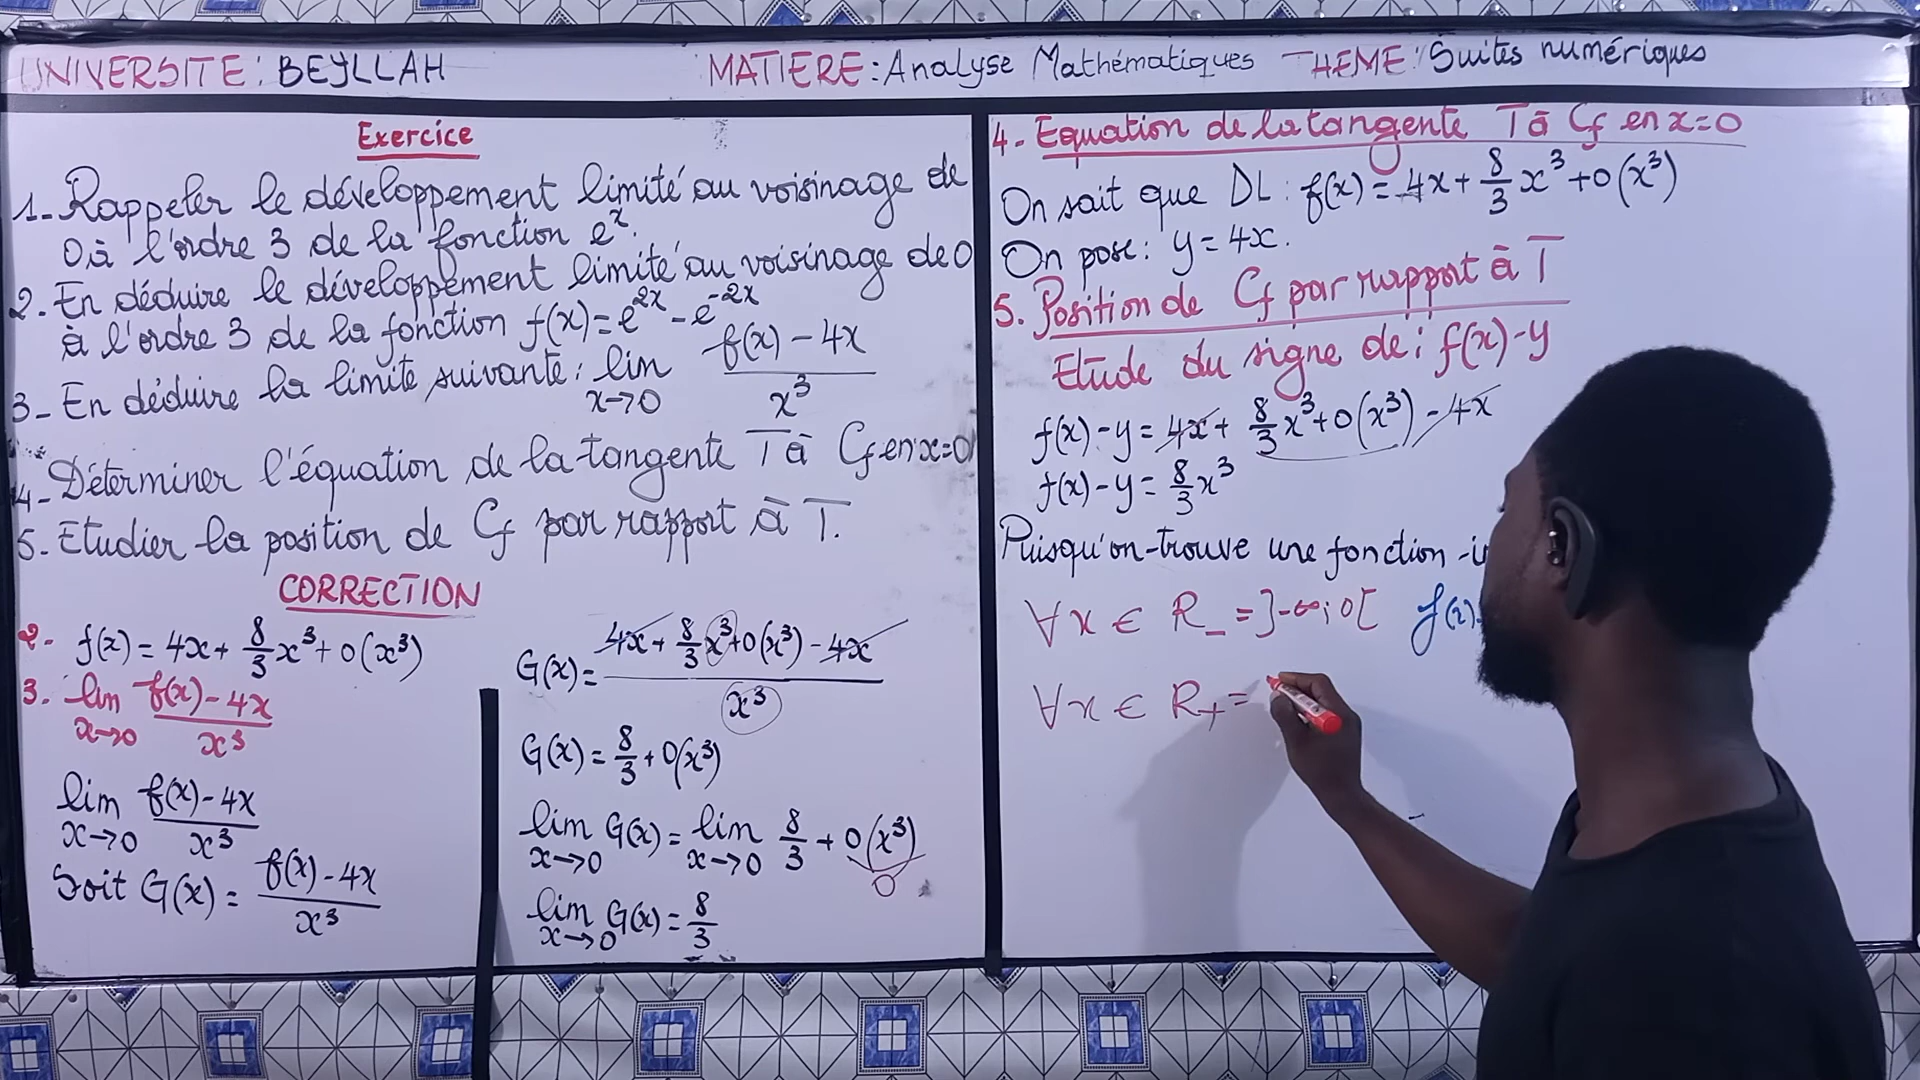 UNIVERSITE: BEYLLAH MATIERE: Analyse Mathématiques THEME: Suites numériques
Exercice
1- Rappeler le développement limité au voisinage de
0 à l'ordre 3 de la fonction e^x.
2- En déduire le développement limité au voisinage de 0
à l'ordre 3 de la fonction f(x)=e^{2x}-e^{-2x}
3- En déduire la limite suivante: lim x→0 (f(x)-4x)/x^3
4- Déterminer l'équation de la tangente T à Cf en x=0
5. Etudier la position de Cf par rapport à T.
CORRECTION
2- f(x) = 4x + 8/3 x^3 + o(x^3)
3. lim x→0 (f(x)-4x)/x^3
lim x→0 (f(x)-4x)/x^3
Soit G(x) = (f(x)-4x)/x^3
G(x) = (4x + 8/3 x^3 + o(x^3) - 4x)/x^3
G(x) = 8/3 + o(x^3)
lim x→0 G(x) = lim x→0 8/3 + o(x^3)
0
lim x→0 G(x) = 8/3
4- Equation de la tangente T à Cf en x=0
On sait que DL: f(x) = 4x + 8/3 x^3 + o(x^3)
On pose: y = 4x.
5. Position de Cf par rapport à T
Etude du signe de: f(x)-y
f(x)-y = 4x + 8/3 x^3 + o(x^3) - 4x
f(x)-y = 8/3 x^3
Puisqu'on trouve une fonction
∀x ∈ R_- = ]-∞; 0[ f(x)
∀x ∈ R_+ =